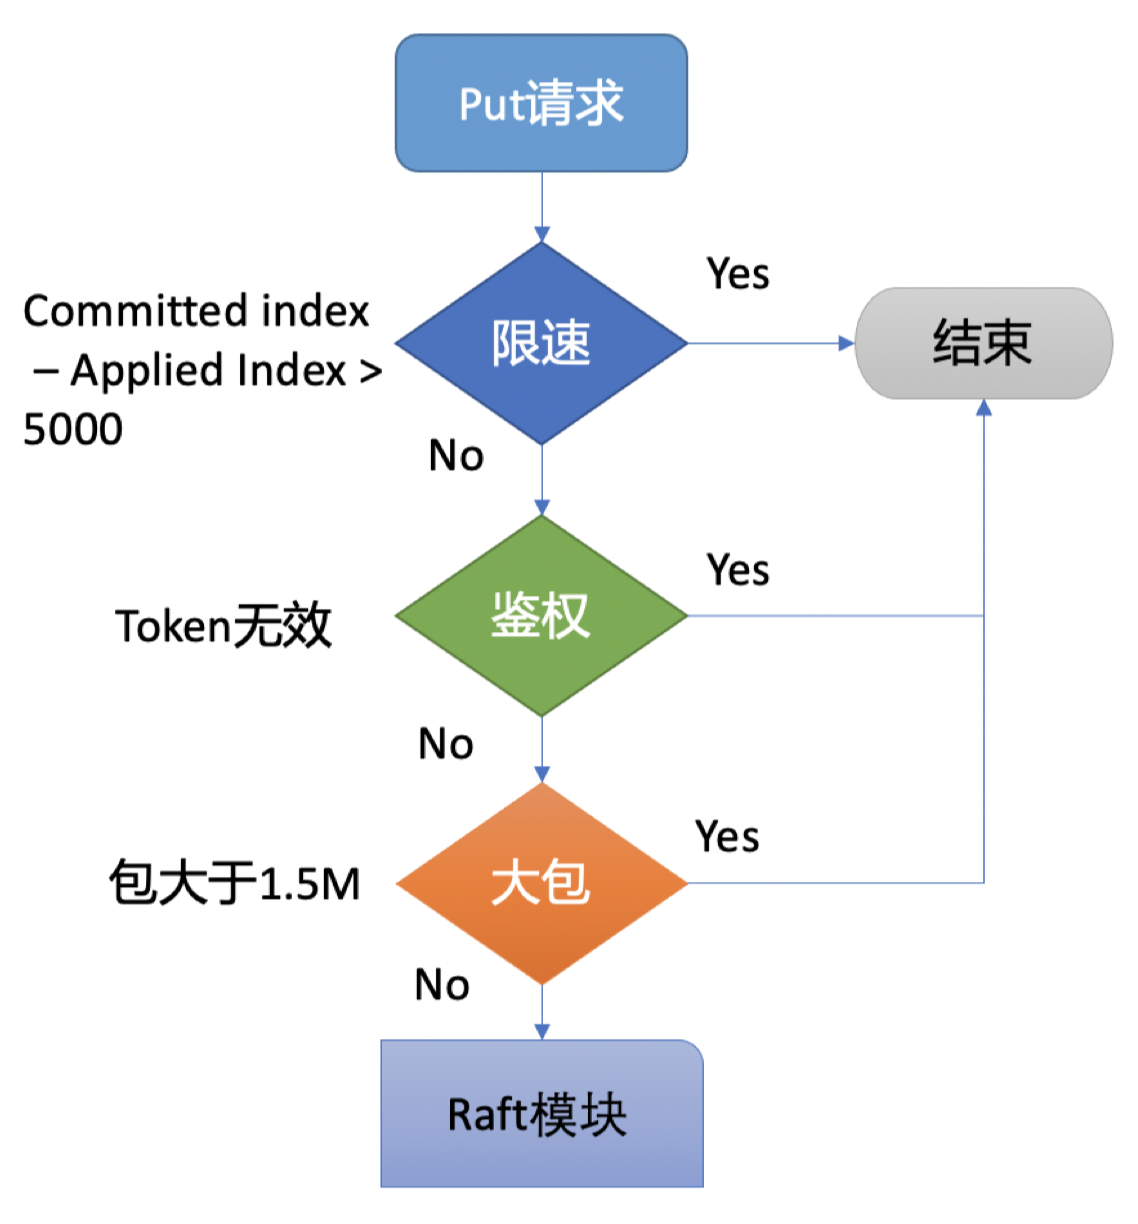 Put请求
Yes
Committed index
– Applied Index >
5000
限速
结束
No
Yes
Token无效
鉴权
No
Yes
包大于1.5M
大包
No
Raft模块